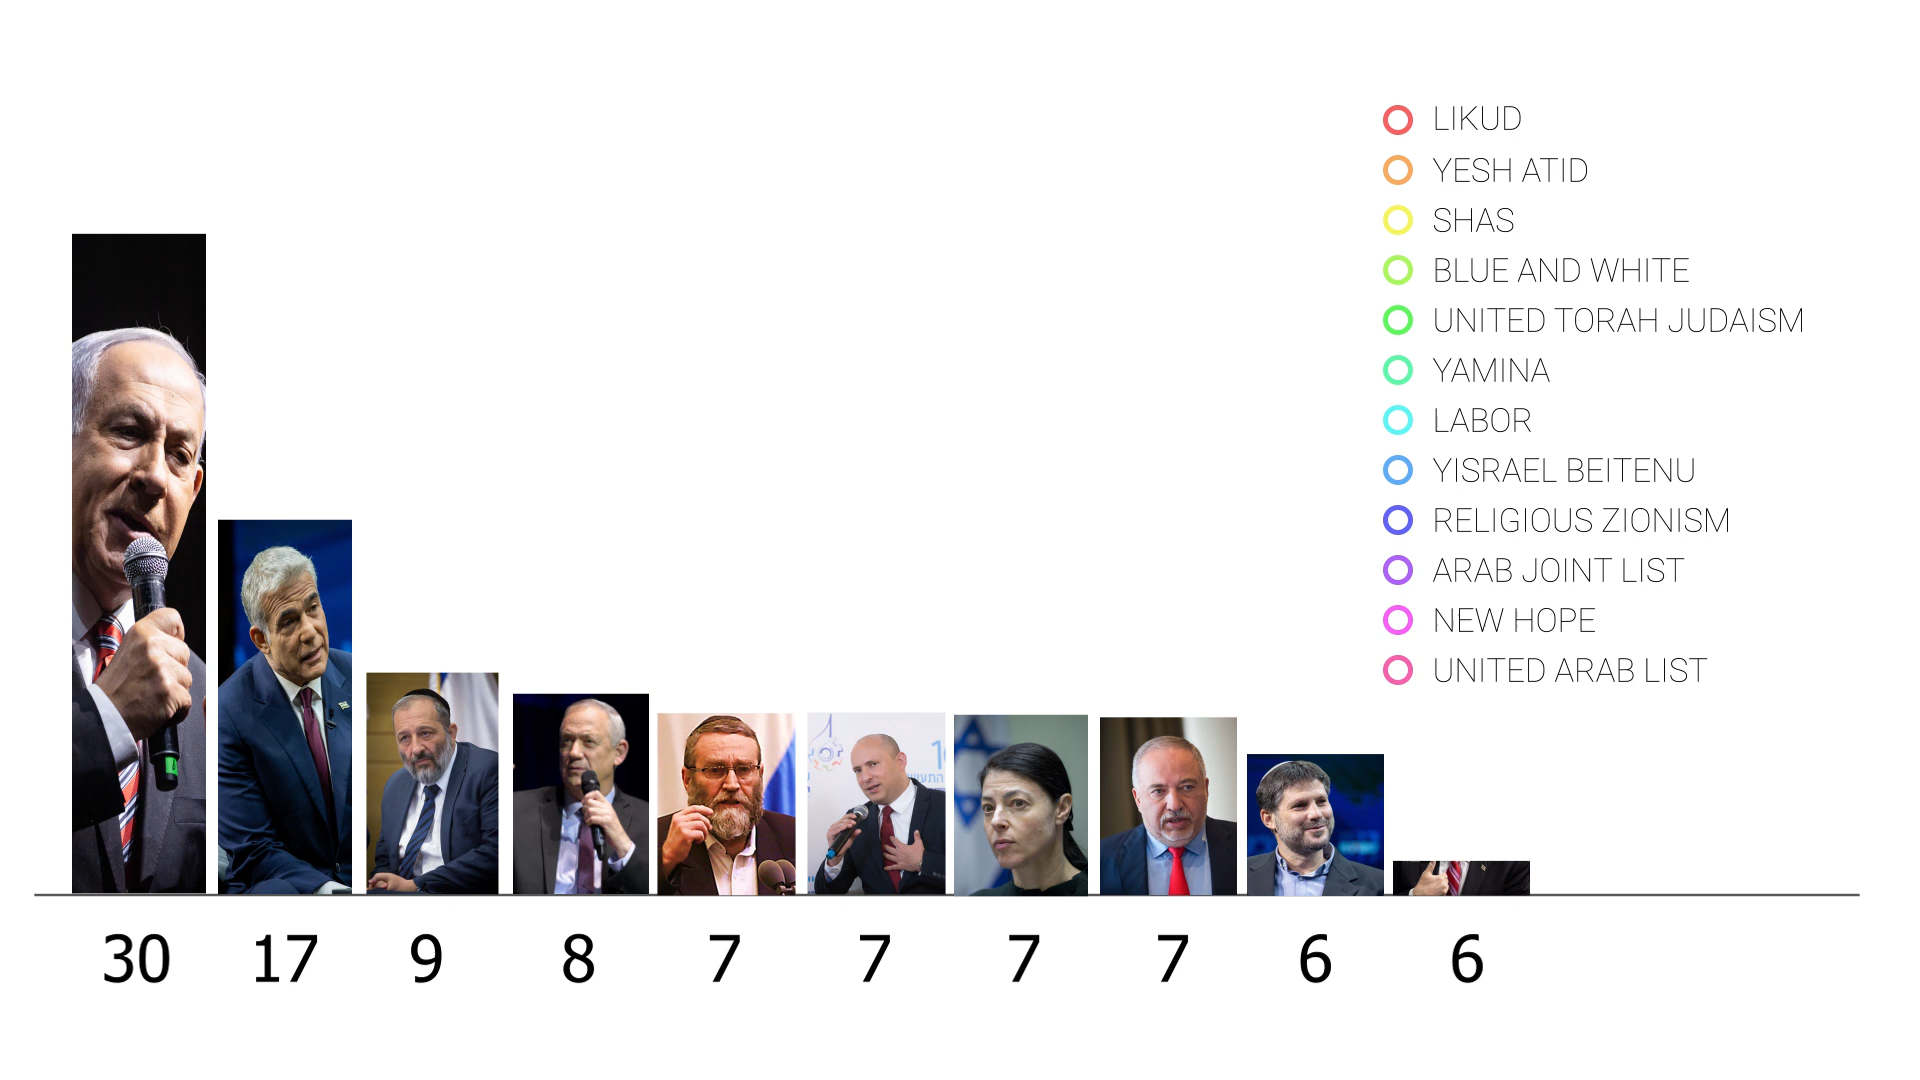 LIKUD
YESH ATID
SHAS
BLUE AND WHITE
UNITED TORAH JUDAISM
YAMINA
LABOR
YISRAEL BEITENU
RELIGIOUS ZIONISM
ARAB JOINT LIST
NEW HOPE
UNITED ARAB LIST
30 17 9 8 7 7 7 7 6 6